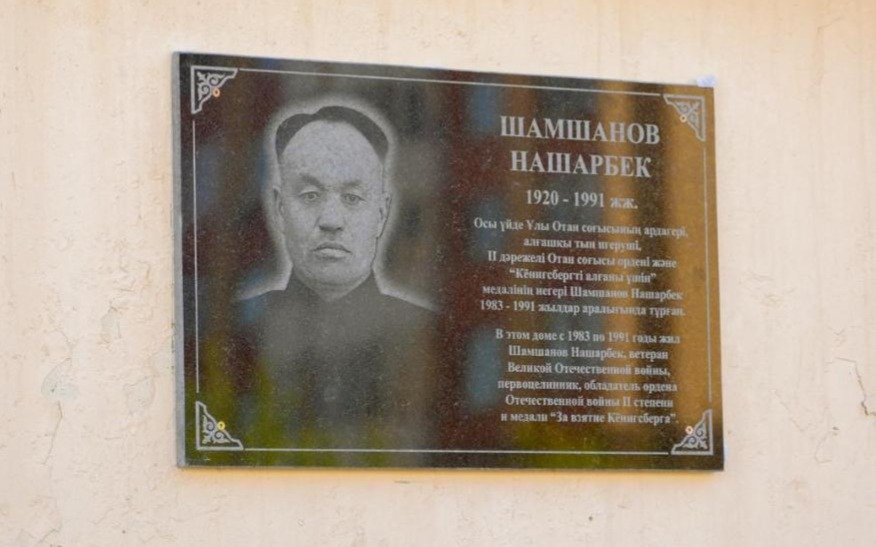 ШАМШАНОВ
НАШАРБЕК
1920 - 1991 жж.
Осы үйде Ұлы Отан соғысының ардагері,
алғашқы тың игеруші,
II дәрежелі Отан соғысы ордені және
“Кёнигсбергті алғаны үшін”
медалінің иегері Шамшанов Нашарбек
1983 - 1991 жылдар аралығында тұрған.
В этом доме с 1983 по 1991 годы жил
Шамшанов Нашарбек, ветеран
Великой Отечественной войны,
первоцелинник, обладатель ордена
Отечественной войны II степени
и медали “За взятие Кёнигсберга”.